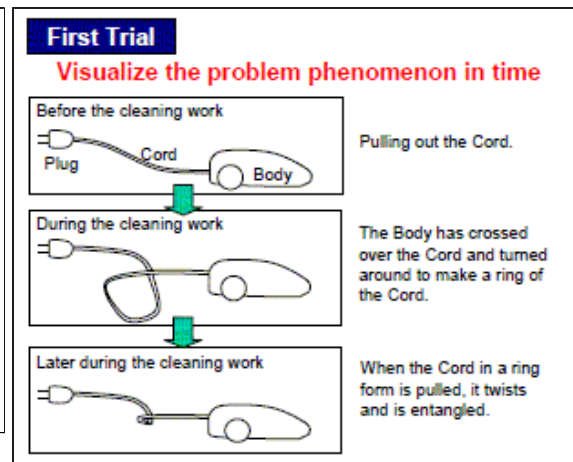 First Trial
Visualize the problem phenomenon in time
Before the cleaning work
Plug
Cord
Body
Pulling out the Cord.
During the cleaning work
The Body has crossed
over the Cord and turned
around to make a ring of
the Cord.
Later during the cleaning work
When the Cord in a ring
form is pulled, it twists
and is entangled.